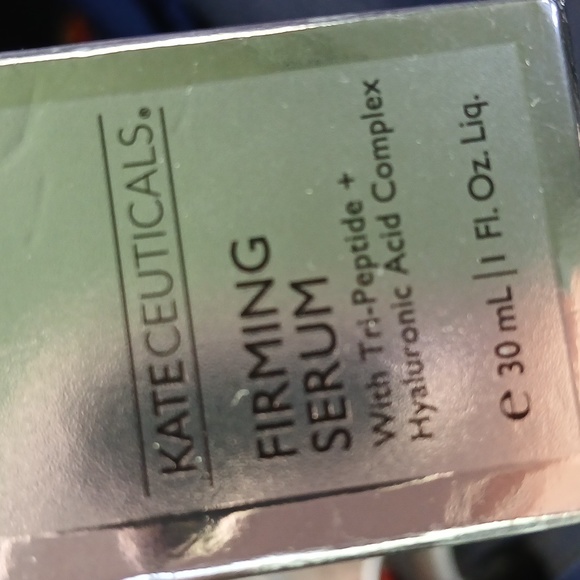 KATECEUTICALS®
FIRMING
SERUM
With Tri-Peptide +
Hyaluronic Acid Complex
e 30 mL | 1 Fl. Oz. Liq.